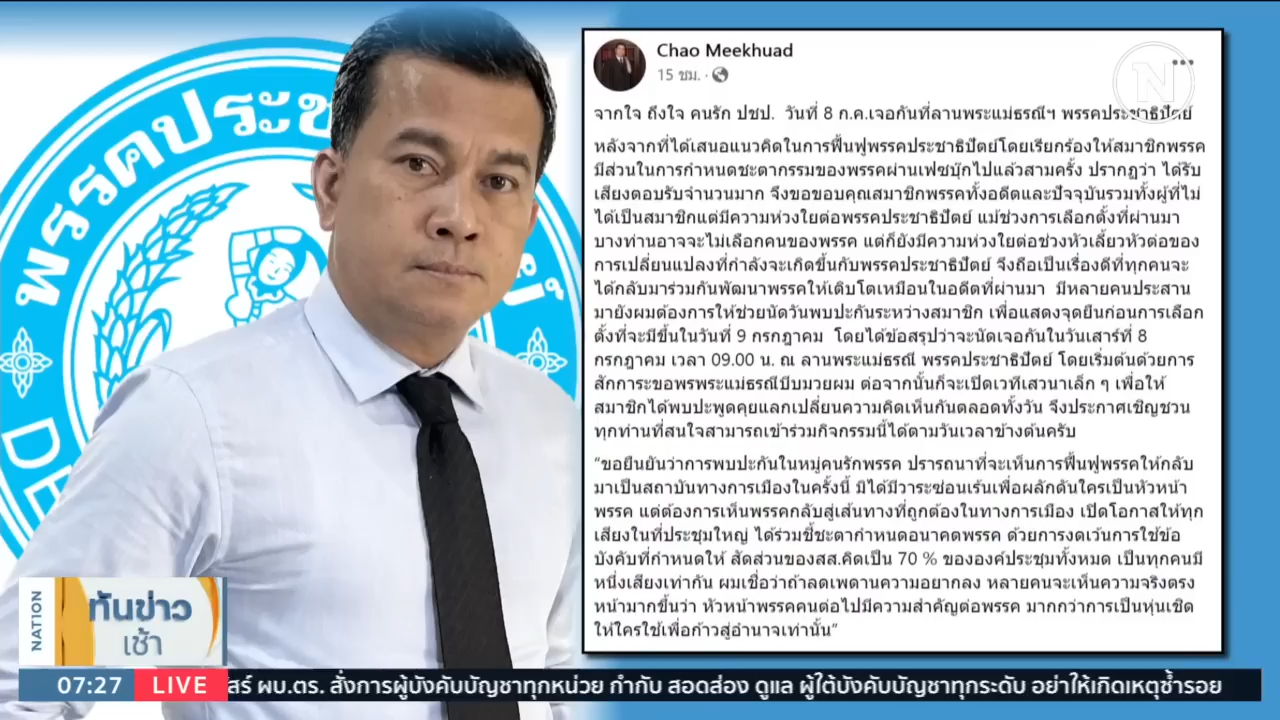 พรรคประชา
DE
Chao Meekhuad
15 ชม.
N
จากใจ ถึงใจ คนรัก ปชป. วันที่ 8 ก.ค.เจอกันที่ลานพระแม่ธรณีฯ พรรคประชาธิปัตย์
หลังจากที่ได้เสนอแนวคิดในการฟื้นฟูพรรคประชาธิปัตย์โดยเรียกร้องให้สมาชิกพรรค
มีส่วนในการกำหนดชะตากรรมของพรรคผ่านเฟซบุ๊กไปแล้วสามครั้ง ปรากฏว่า ได้รับ
เสียงตอบรับจำนวนมาก จึงขอขอบคุณสมาชิกพรรคทั้งอดีตและปัจจุบันรวมทั้งผู้ที่ไม่
ได้เป็นสมาชิกแต่มีความห่วงใยต่อพรรคประชาธิปัตย์ แม้ช่วงการเลือกตั้งที่ผ่านมา
บางท่านอาจจะไม่เลือกคนของพรรค แต่ก็ยังมีความห่วงใยต่อช่วงหัวเลี้ยวหัวต่อของ
การเปลี่ยนแปลงที่กำลังจะเกิดขึ้นกับพรรคประชาธิปัตย์ จึงถือเป็นเรื่องดีที่ทุกคนจะ
ได้กลับมาร่วมกันพัฒนาพรรคให้เติบโตเหมือนในอดีตที่ผ่านมา มีหลายคนประสาน
มายังผมต้องการให้ช่วยนัดวันพบปะกันระหว่างสมาชิก เพื่อแสดงจุดยืนก่อนการเลือก
ตั้งที่จะมีขึ้นในวันที่ 9 กรกฎาคม โดยได้ข้อสรุปว่าจะนัดเจอกันในวันเสาร์ที่ 8
กรกฎาคม เวลา 09.00 น. ณ ลานพระแม่ธรณี พรรคประชาธิปัตย์ โดยเริ่มต้นด้วยการ
สักการะขอพรพระแม่ธรณีบีบมวยผม ต่อจากนั้นก็จะเปิดเวทีเสวนาเล็ก ๆ เพื่อให้
สมาชิกได้พบปะพูดคุยแลกเปลี่ยนความคิดเห็นกันตลอดทั้งวัน จึงประกาศเชิญชวน
ทุกท่านที่สนใจสามารถเข้าร่วมกิจกรรมนี้ได้ตามวันเวลาข้างต้นครับ
“ขอยืนยันว่าการพบปะกันในหมู่คนรักพรรค ปรารถนาที่จะเห็นการฟื้นฟูพรรคให้กลับ
มาเป็นสถาบันทางการเมืองในครั้งนี้ มิได้มีวาระซ่อนเร้นเพื่อผลักดันใครเป็นหัวหน้า
พรรค แต่ต้องการเห็นพรรคกลับสู่เส้นทางที่ถูกต้องในทางการเมือง เปิดโอกาสให้ทุก
เสียงในที่ประชุมใหญ่ ได้ร่วมชี้ชะตากำหนดอนาคตพรรค ด้วยการงดเว้นการใช้ข้อ
บังคับที่กำหนดให้ สัดส่วนของสส.คิดเป็น 70 % ขององค์ประชุมทั้งหมด เป็นทุกคนมี
หนึ่งเสียงเท่ากัน ผมเชื่อว่าถ้าลดเพดานความอยากลง หลายคนจะเห็นความจริงตรง
หน้ามากขึ้นว่า หัวหน้าพรรคคนต่อไปมีความสำคัญต่อพรรค มากกว่าการเป็นหุ่นเชิด
ให้ใครใช้เพื่อก้าวสู่อำนาจเท่านั้น”
NATION
ทันข่าว
เช้า
07:27 LIVE
ผบ.ตร. สั่งการผู้บังคับบัญชาทุกหน่วย กำกับ สอดส่อง ดูแล ผู้ใต้บังคับบัญชาทุกระดับ อย่าให้เกิดเหตุซ้ำรอย